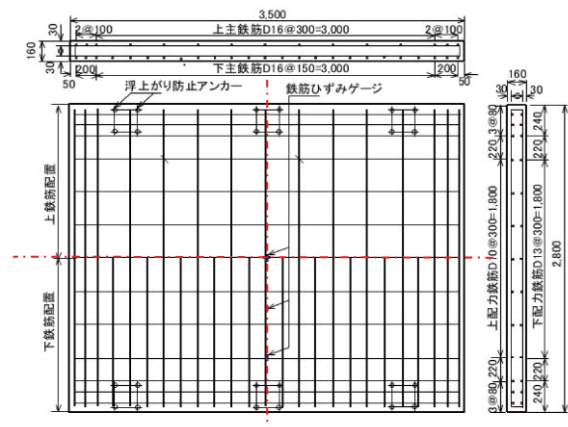 3,500
30
2@100
上主鉄筋D16@300=3,000
2@100
160
30
200
下主鉄筋D16@150=3,000
200
50
50
浮上がり防止アンカー
鉄筋ひずみゲージ
160
30
30
上鉄筋配置
下鉄筋配置
3@80
220
上配力鉄筋D10@300=1,800
220
3@80
240
220
下配力鉄筋D13@300=1,800
220
240
2,800